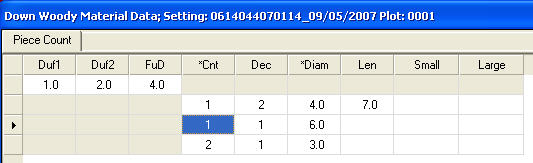 Down Woody Material Data; Setting: 0614044070114_09/05/2007 Plot: 0001
Piece Count
Duf1 Duf2 FuD *Cnt Dec *Diam Len Small Large
1.0 2.0 4.0
1 2 4.0 7.0
1 1 6.0
2 1 3.0